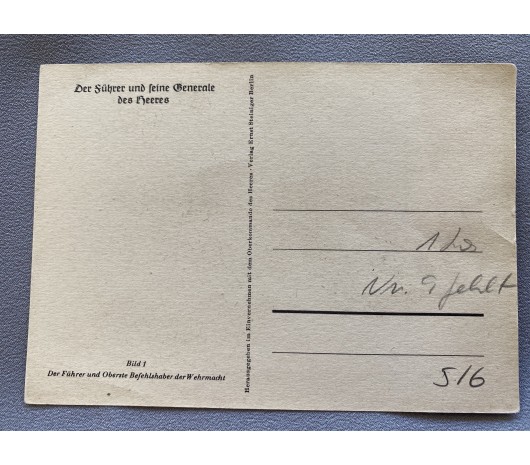 Der Führer und seine Generale
des Heeres
Bild 1
Der Führer und Oberste Befehlshaber der Wehrmacht
Herausgegeben im Einvernehmen mit dem Oberkommando des Heeres · Verlag Ernst Steiniger Berlin
Nr. 9 fehlt
5/6